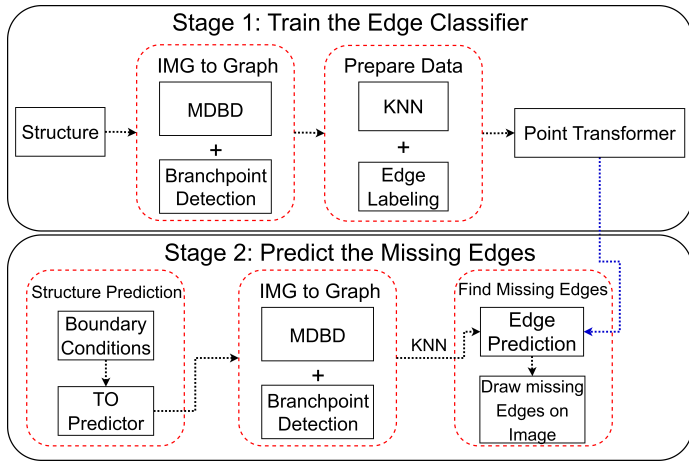 Stage 1: Train the Edge Classifier
Structure
IMG to Graph
MDBD
+
Branchpoint
Detection
Prepare Data
KNN
+
Edge
Labeling
Point Transformer
Stage 2: Predict the Missing Edges
Structure Prediction
Boundary
Conditions
TO
Predictor
IMG to Graph
MDBD
+
Branchpoint
Detection
KNN
Find Missing Edges
Edge
Prediction
Draw missing
Edges on
Image